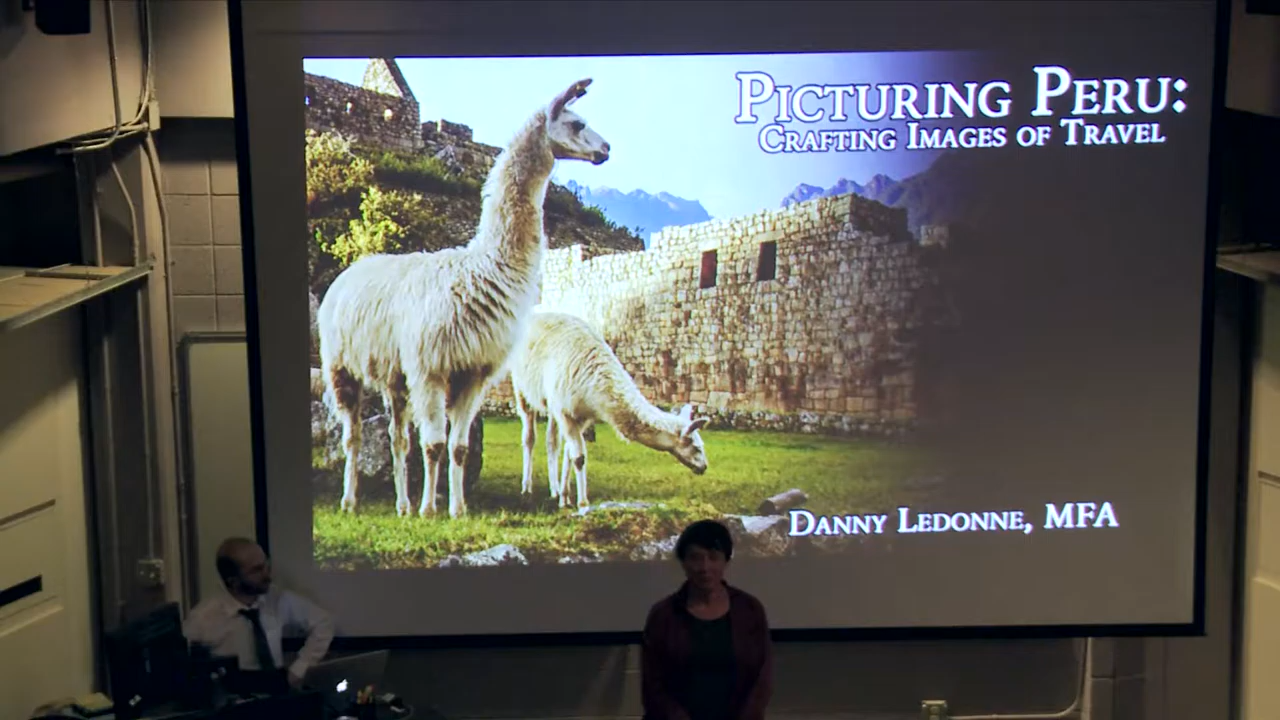 Picturing Peru:
Crafting Images of Travel
Danny Ledonne, MFA